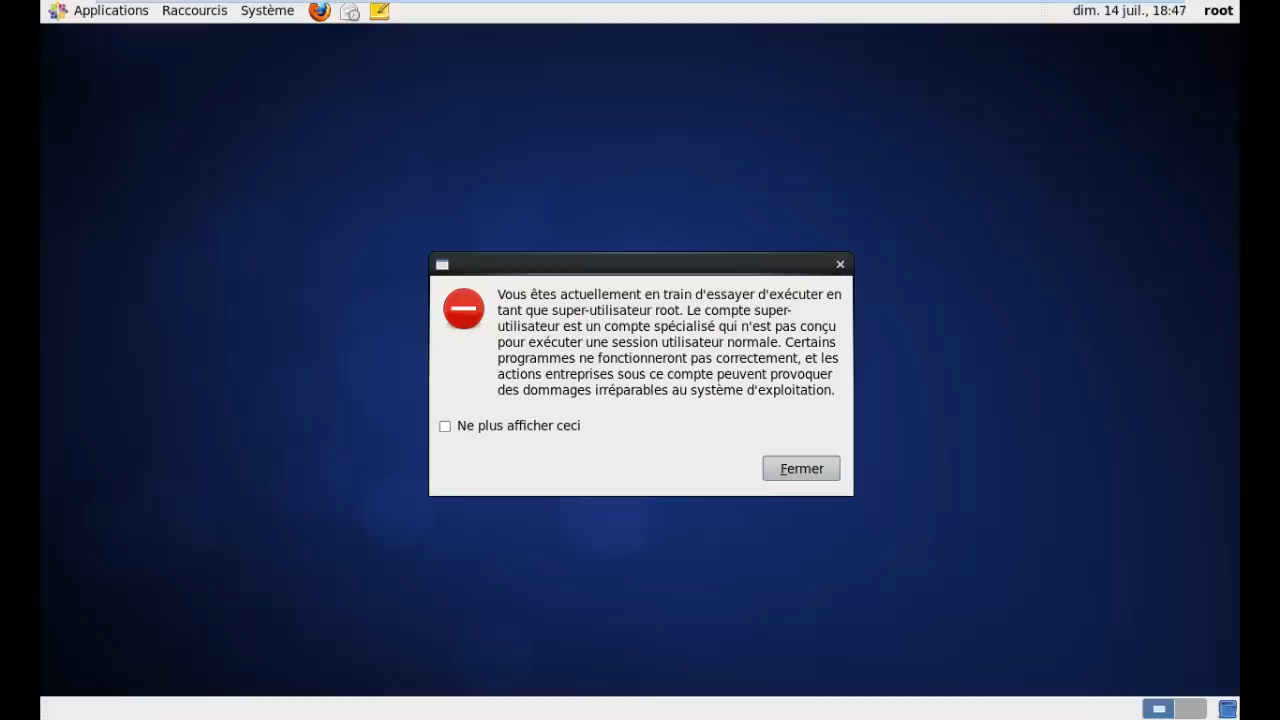 Applications Raccourcis Système dim. 14 juil., 18:47 root
Vous êtes actuellement en train d'essayer d'exécuter en
tant que super-utilisateur root. Le compte super-
utilisateur est un compte spécialisé qui n'est pas conçu
pour exécuter une session utilisateur normale. Certains
programmes ne fonctionneront pas correctement, et les
actions entreprises sous ce compte peuvent provoquer
des dommages irréparables au système d'exploitation.
Ne plus afficher ceci
Fermer